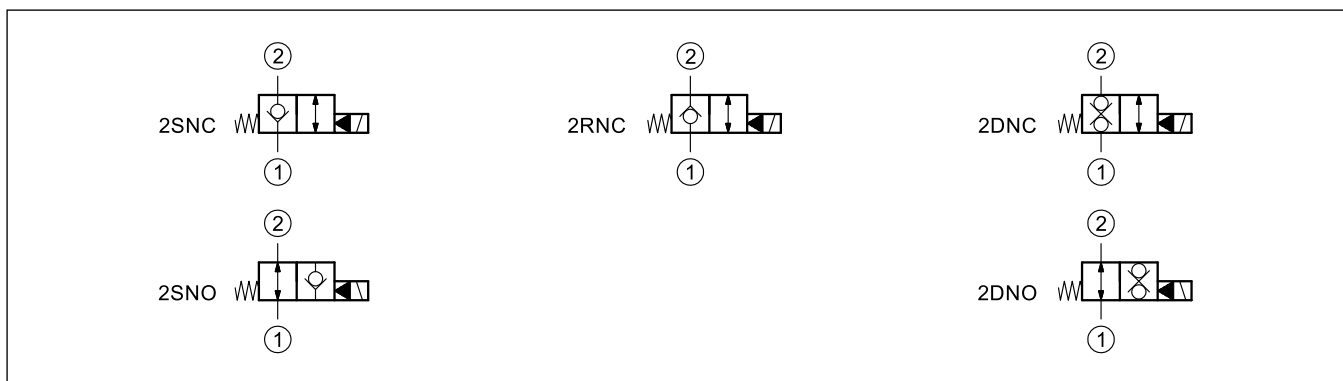 ② ② ②
2SNC 2RNC 2DNC
① ① ①
② ②
2SNO 2DNO
① ①